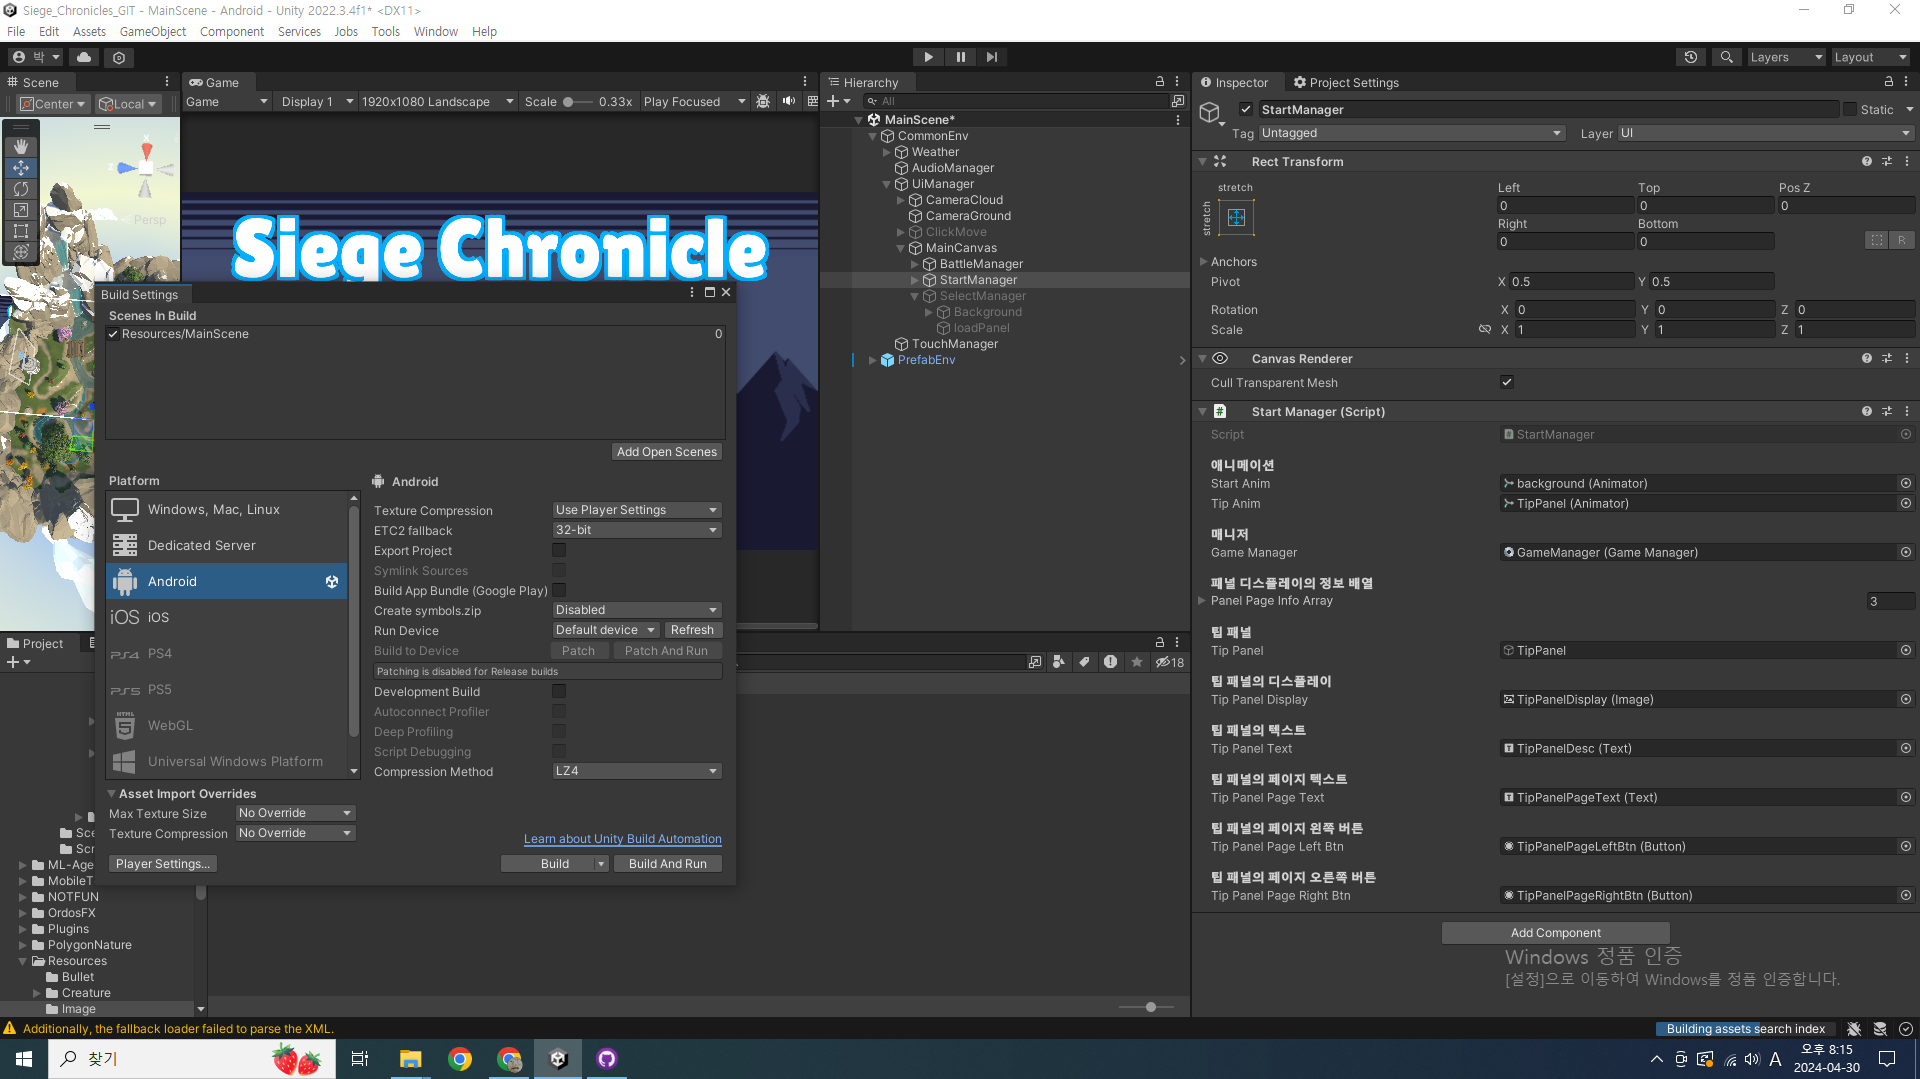 Siege_Chronicles_GIT - MainScene - Android - Unity 2022.3.4f1* <DX11>
File Edit Assets GameObject Component Services Jobs Tools Window Help
박 Layers Layout
Scene Game Hierarchy Inspector Project Settings
Center Local Game Display 1 1920x1080 Landscape Scale 0.33x Play Focused All
StartManager Static
Tag Untagged Layer UI
MainScene*
CommonEnv
Weather
AudioManager
UiManager
CameraCloud
CameraGround
ClickMove
MainCanvas
BattleManager
StartManager
SelectManager
Background
loadPanel
TouchManager
PrefabEnv
Persp
x
z
Siege Chronicle
Build Settings
Scenes In Build
Resources/MainScene 0
Add Open Scenes
Platform
Windows, Mac, Linux
Dedicated Server
Android
iOS iOS
PS4 PS4
PS5 PS5
HTML 5 WebGL
Universal Windows Platform
Android
Texture Compression Use Player Settings
ETC2 fallback 32-bit
Export Project
Symlink Sources
Build App Bundle (Google Play)
Create symbols.zip Disabled
Run Device Default device Refresh
Build to Device Patch Patch And Run
Patching is disabled for Release builds
Development Build
Autoconnect Profiler
Deep Profiling
Script Debugging
Compression Method LZ4
Asset Import Overrides
Max Texture Size No Override
Texture Compression No Override
Learn about Unity Build Automation
Player Settings... Build Build And Run
Rect Transform
stretch
stretch
Left Top Pos Z
0 0 0
Right Bottom
0 0
R
Anchors
Pivot X 0.5 Y 0.5
Rotation X 0 Y 0 Z 0
Scale X 1 Y 1 Z 1
Canvas Renderer
Cull Transparent Mesh
Start Manager (Script)
Script StartManager
애니메이션
Start Anim background (Animator)
Tip Anim TipPanel (Animator)
매니저
Game Manager GameManager (Game Manager)
패널 디스플레이의 정보 배열
Panel Page Info Array 3
팁 패널
Tip Panel TipPanel
팁 패널의 디스플레이
Tip Panel Display TipPanelDisplay (Image)
팁 패널의 텍스트
Tip Panel Text TipPanelDesc (Text)
팁 패널의 페이지 텍스트
Tip Panel Page Text TipPanelPageText (Text)
팁 패널의 페이지 왼쪽 버튼
Tip Panel Page Left Btn TipPanelPageLeftBtn (Button)
팁 패널의 페이지 오른쪽 버튼
Tip Panel Page Right Btn TipPanelPageRightBtn (Button)
Add Component
Windows 정품 인증
[설정]으로 이동하여 Windows를 정품 인증합니다.
Project
18
Sce
Scr
ML-Age
MobileT
NOTFUN
OrdosFX
Plugins
PolygonNature
Resources
Bullet
Creature
Image
Additionally, the fallback loader failed to parse the XML.
Building assets search index
찾기
A
오후 8:15
2024-04-30